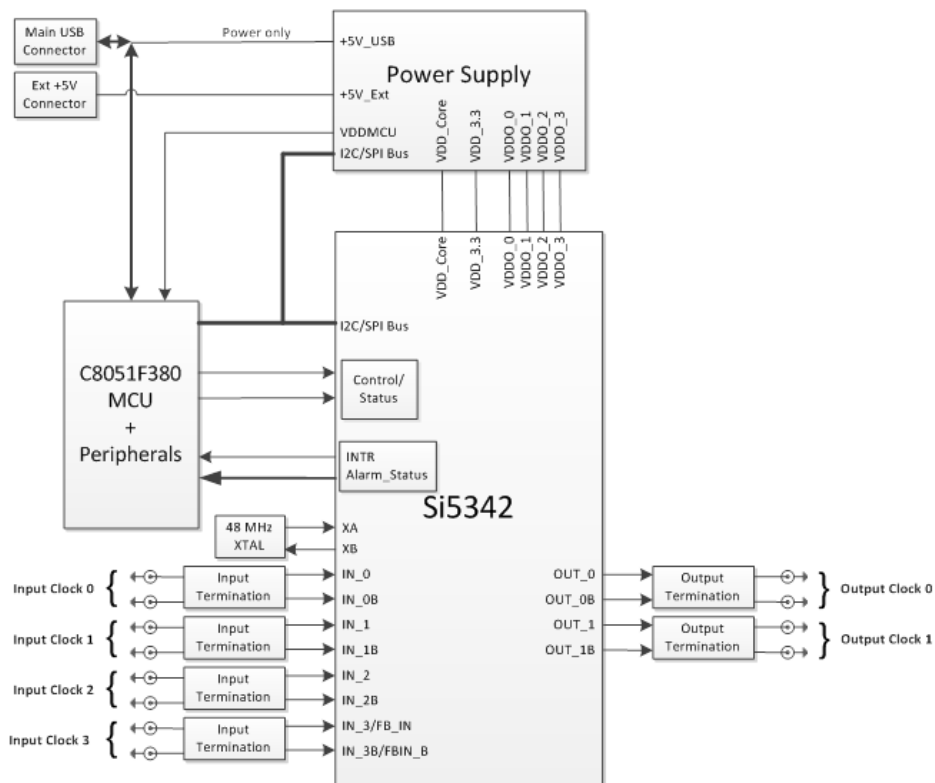 Main USB
Connector
Power only
+5V_USB
Power Supply
Ext +5V
Connector
+5V_Ext
VDDMCU
I2C/SPI Bus
VDD_Core
VDD_3.3
VDDO_0
VDDO_1
VDDO_2
VDDO_3
VDD_Core
VDD_3.3
VDDO_0
VDDO_1
VDDO_2
VDDO_3
I2C/SPI Bus
C8051F380
MCU
+
Peripherals
Control/
Status
INTR
Alarm_Status
Si5342
48 MHz
XTAL
XA
XB
Input Clock 0
Input
Termination
IN_0
IN_0B
Input Clock 1
Input
Termination
IN_1
IN_1B
Input Clock 2
Input
Termination
IN_2
IN_2B
Input Clock 3
Input
Termination
IN_3/FB_IN
IN_3B/FBIN_B
OUT_0
OUT_0B
Output
Termination
Output Clock 0
OUT_1
OUT_1B
Output
Termination
Output Clock 1